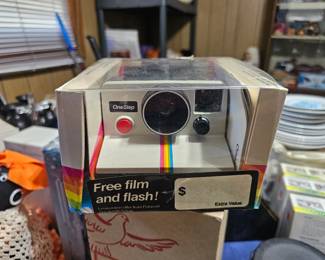 OneStep
Free film
and flash!
$
Extra Value